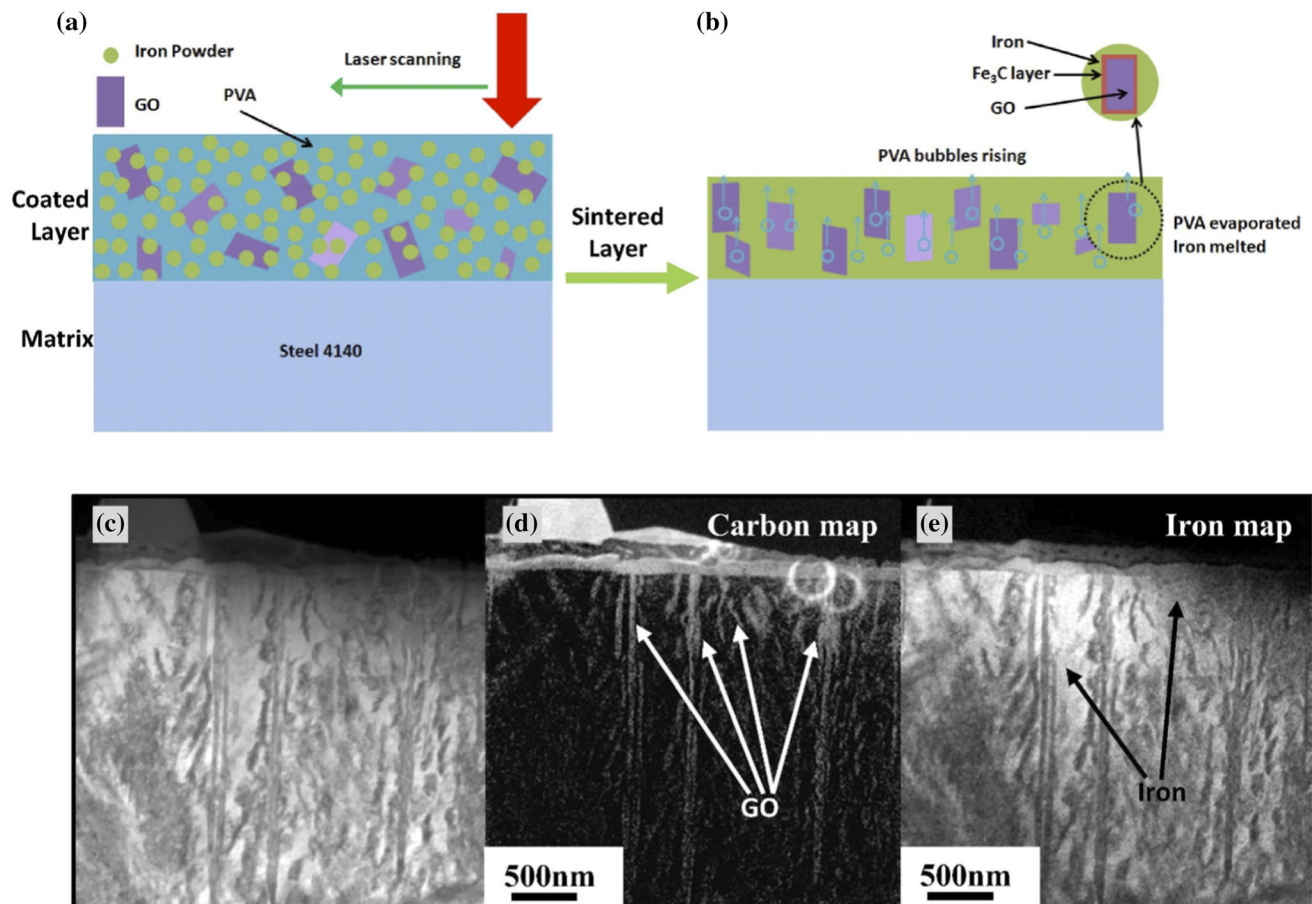 (a)
Iron Powder
GO
PVA
Laser scanning
Coated
Layer
Matrix
Steel 4140
Sintered
Layer
(b)
Iron
Fe₃C layer
GO
PVA bubbles rising
PVA evaporated
Iron melted
(c)
(d)
Carbon map
GO
500nm
(e)
Iron map
Iron
500nm